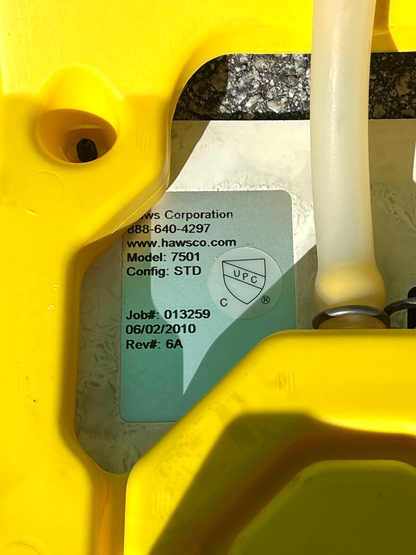 Corporation
888-640-4297
www.hawsco.com
Model: 7501
Config: STD
UPC
C ®
Job#: 013259
06/02/2010
Rev#: 6A